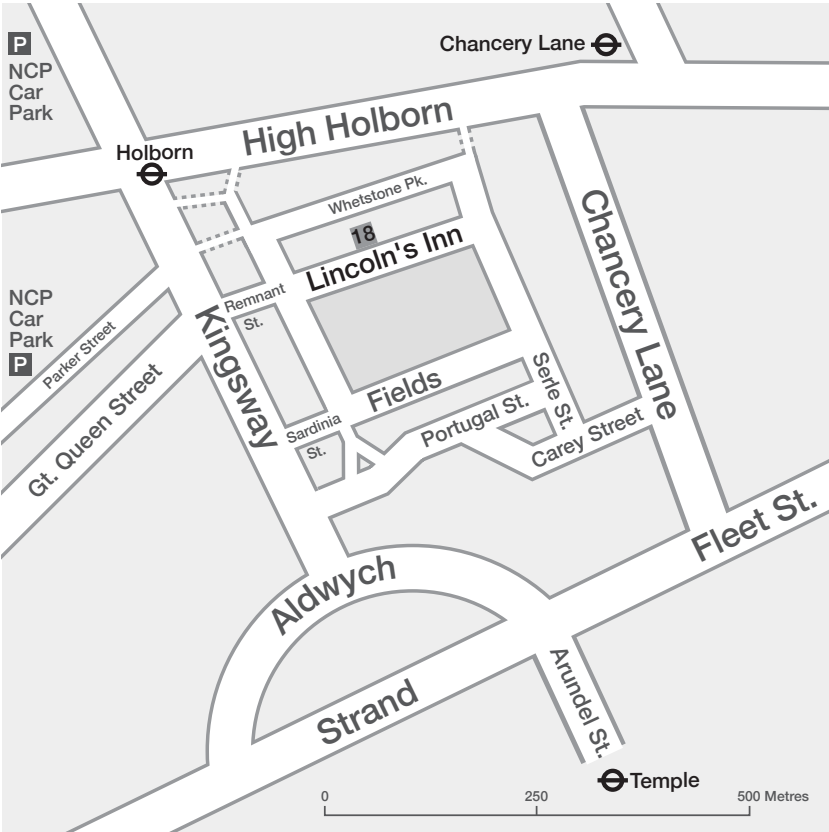 P
NCP
Car
Park
Chancery Lane
High Holborn
Holborn
Whetstone Pk.
18
Lincoln's Inn
Chancery Lane
Remnant
St.
NCP
Car
Park
P
Parker Street
Kingsway
Gt. Queen Street
Fields
Serle St.
Sardinia
St.
Portugal St.
Carey Street
Fleet St.
Aldwych
Strand
Arundel St.
Temple
0 250 500 Metres